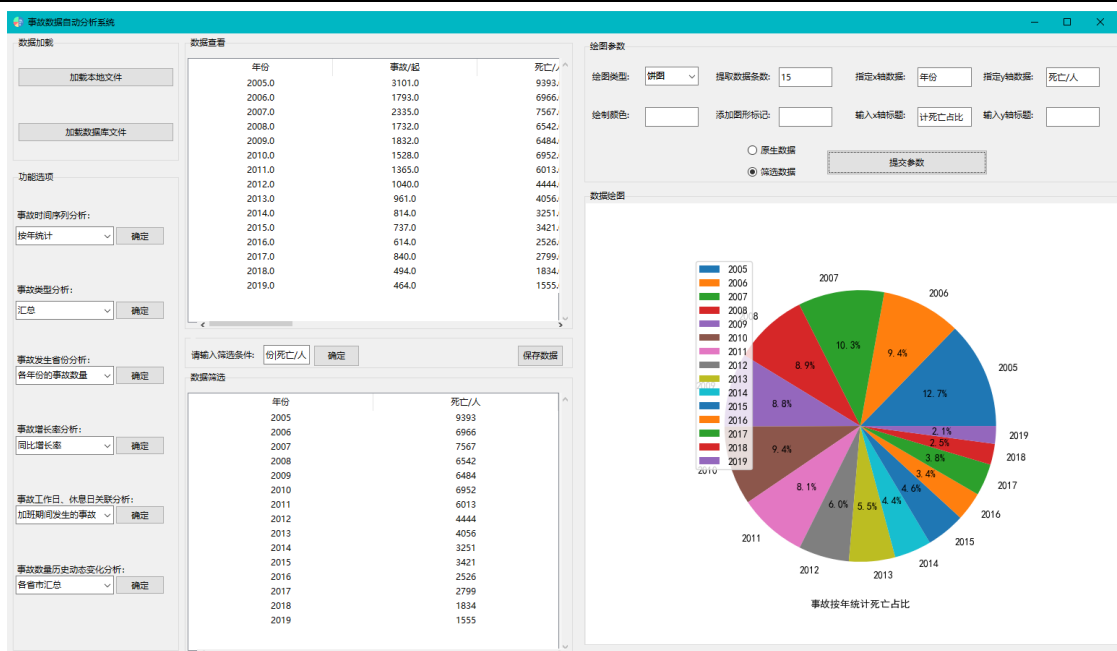 事故数据自动分析系统
数据加载
加载本地文件
加载数据库文件
功能选项
事故时间序列分析:
按年统计 确定
事故类型分析:
汇总 确定
事故发生省份分析:
各年份的事故数量 确定
事故增长率分析:
同比增长率 确定
事故工作日、休息日关联分析:
加班期间发生的事故 确定
事故数量历史动态变化分析:
各省市汇总 确定
数据查看
年份 事故/起 死亡/
2005.0 3101.0 9393.
2006.0 1793.0 6966.
2007.0 2335.0 7567.
2008.0 1732.0 6542.
2009.0 1832.0 6484.
2010.0 1528.0 6952.
2011.0 1365.0 6013.
2012.0 1040.0 4444.
2013.0 961.0 4056.
2014.0 814.0 3251.
2015.0 737.0 3421.
2016.0 614.0 2526.
2017.0 840.0 2799.
2018.0 494.0 1834.
2019.0 464.0 1555.
请输入筛选条件: 份|死亡/人 确定 保存数据
数据筛选
年份 死亡/人
2005 9393
2006 6966
2007 7567
2008 6542
2009 6484
2010 6952
2011 6013
2012 4444
2013 4056
2014 3251
2015 3421
2016 2526
2017 2799
2018 1834
2019 1555
绘图参数
绘图类型: 饼图 提取数据条数: 15 指定x轴数据: 年份 指定y轴数据: 死亡/人
绘制颜色: 添加图形标记: 输入x轴标题: 计死亡占比 输入y轴标题:
原生数据
筛选数据
提交参数
数据绘图
2005
2006
2007
2008
2009
2010
2011
2012
2013
2014
2015
2016
2017
2018
2019
2007
2006
2005
2019
2018
2017
2016
2015
2014
2013
2012
2011
2010
08
10.3%
9.4%
12.7%
8.9%
8.8%
9.4%
8.1%
6.0%
5.5%
4.4%
4.6%
3.4%
3.8%
2.5%
2.1%
事故按年统计死亡占比